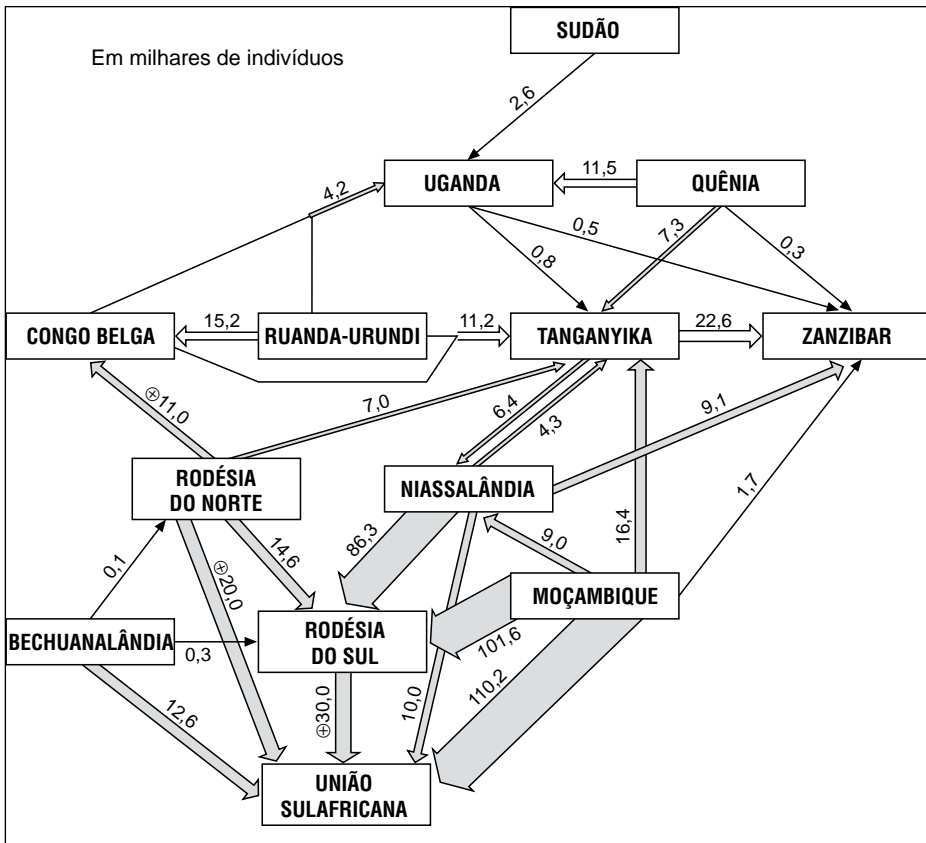 SUDÃO
Em milhares de indivíduos
2,6
UGANDA
11,5
QUÊNIA
4,2
0,5
7,3
0,8
0,3
CONGO BELGA
15,2
RUANDA-URUNDI
11,2
TANGANYIKA
22,6
ZANZIBAR
⊕11,0
7,0
6,4
4,3
9,1
RODÉSIA
DO NORTE
NIASSALÂNDIA
1,7
0,1
⊕20,0
14,6
86,3
9,0
16,4
MOÇAMBIQUE
BECHUANALÂNDIA
0,3
RODÉSIA
DO SUL
101,6
12,6
⊕30,0
10,0
110,2
UNIÃO
SULAFRICANA